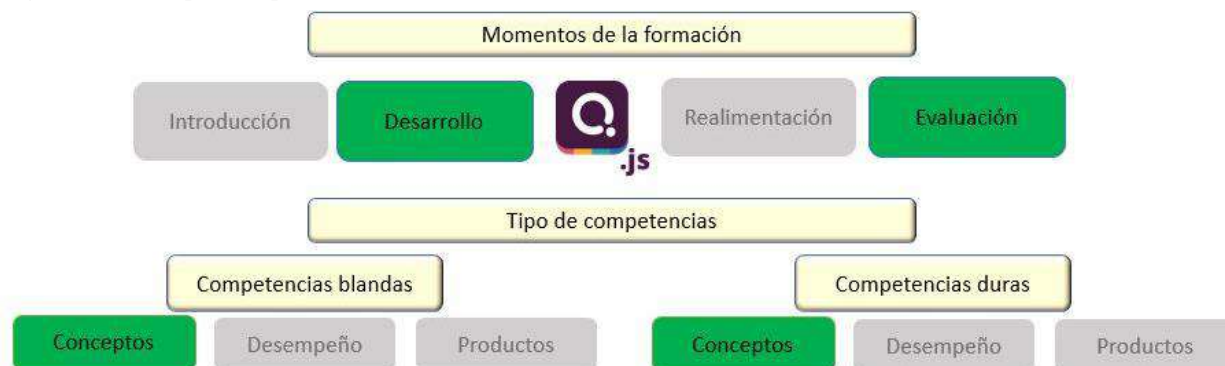 Momentos de la formación
Introducción
Desarrollo
Q.
.js
Realimentación
Evaluación
Tipo de competencias
Competencias blandas
Competencias duras
Conceptos
Desempeño
Productos
Conceptos
Desempeño
Productos